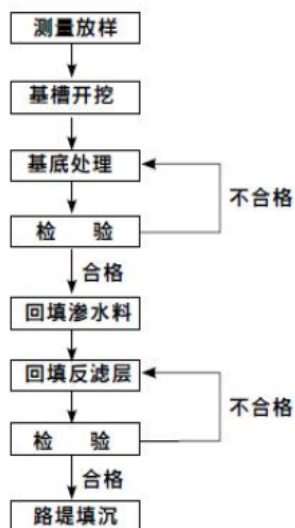 测量放样
基槽开挖
基底处理
不合格
检 验
合格
回填渗水料
回填反滤层
不合格
检 验
合格
路堤填沉